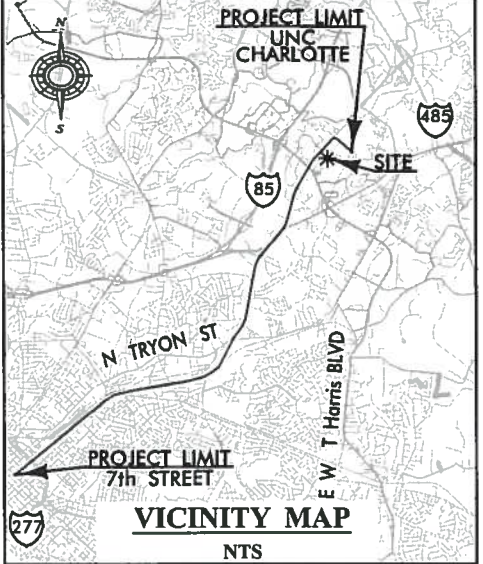 PROJECT LIMIT
UNC
CHARLOTTE
N
S
485
SITE
85
N TRYON ST
E W T Harris BLVD
PROJECT LIMIT
7th STREET
277
VICINITY MAP
NTS